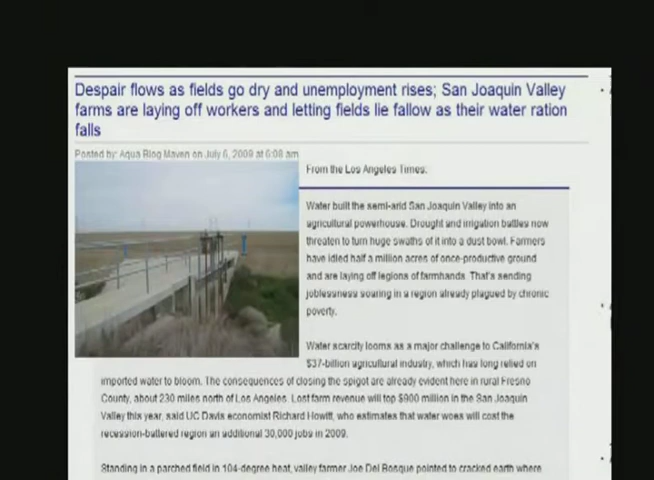 Despair flows as fields go dry and unemployment rises; San Joaquin Valley
farms are laying off workers and letting fields lie fallow as their water ration
falls
Posted by: Aqua Blog Maven on July 6, 2009 at 6:08 am
From the Los Angeles Times:
Water built the semi-arid San Joaquin Valley into an
agricultural powerhouse. Drought and irrigation battles now
threaten to turn huge swaths of it into a dust bowl. Farmers
have idled half a million acres of once-productive ground
and are laying off legions of farmhands. That's sending
joblessness soaring in a region already plagued by chronic
poverty.
Water scarcity looms as a major challenge to California's
$37-billion agricultural industry, which has long relied on
imported water to bloom. The consequences of closing the spigot are already evident here in rural Fresno
County, about 230 miles north of Los Angeles. Lost farm revenue will top $900 million in the San Joaquin
Valley this year, said UC Davis economist Richard Howitt, who estimates that water woes will cost the
recession-battered region an additional 30,000 jobs in 2009.
Standing in a parched field in 104-degree heat, valley farmer Joe Del Bosque pointed to cracked earth where